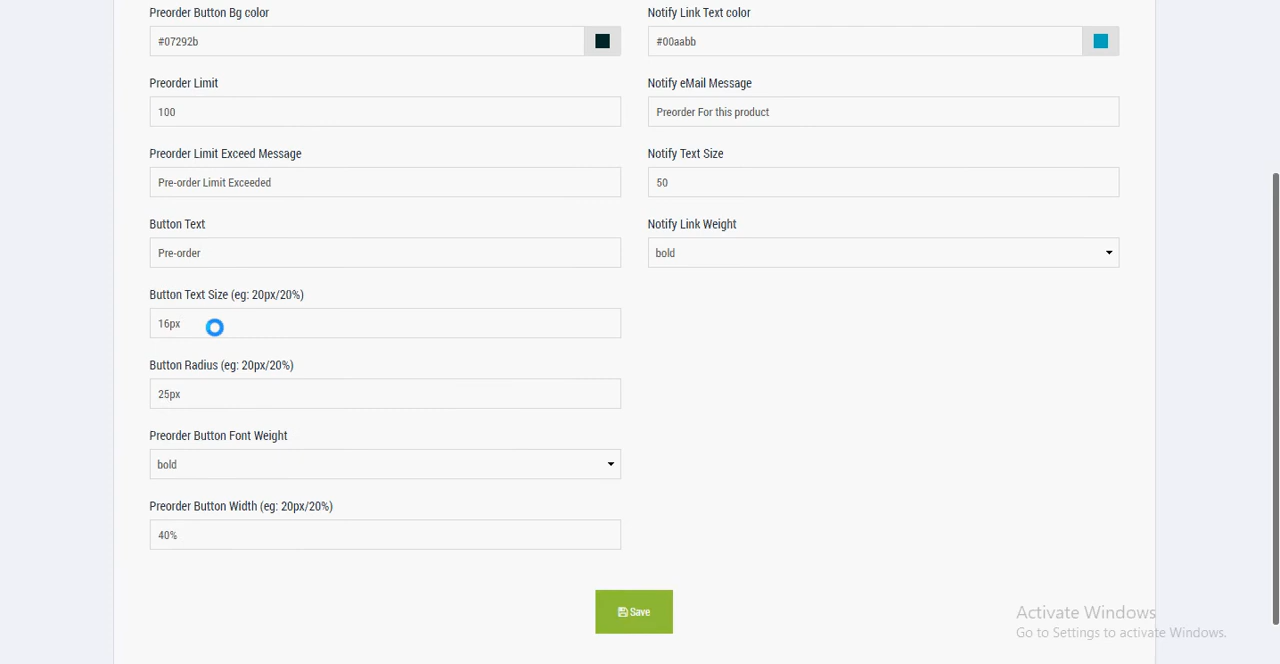 Preorder Button Bg color
#07292b
Preorder Limit
100
Preorder Limit Exceed Message
Pre-order Limit Exceeded
Button Text
Pre-order
Button Text Size (eg: 20px/20%)
16px
Button Radius (eg: 20px/20%)
25px
Preorder Button Font Weight
bold
Preorder Button Width (eg: 20px/20%)
40%
Notify Link Text color
#00aabb
Notify eMail Message
Preorder For this product
Notify Text Size
50
Notify Link Weight
bold
Save
Activate Windows
Go to Settings to activate Windows.